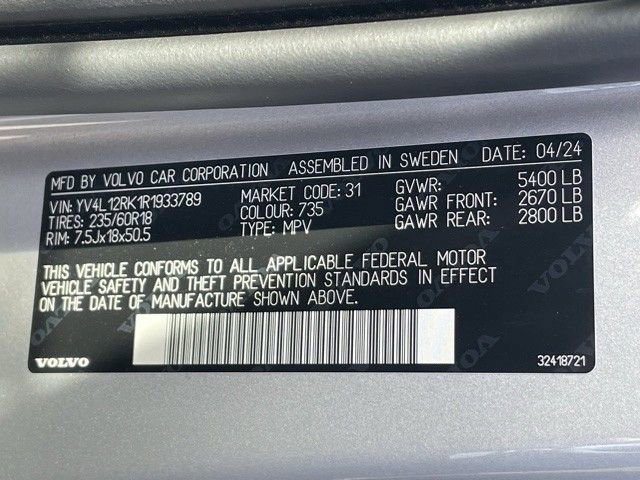 MFD BY VOLVO CAR CORPORATION ASSEMBLED IN SWEDEN DATE: 04/24
VIN: YV4L12RK1R1933789 MARKET CODE: 31 GVWR: 5400 LB
TIRES: 235/60R18 COLOUR: 735 GAWR FRONT: 2670 LB
RIM: 7.5Jx18x50.5 TYPE: MPV GAWR REAR: 2800 LB
THIS VEHICLE CONFORMS TO ALL APPLICABLE FEDERAL MOTOR
VEHICLE SAFETY AND THEFT PREVENTION STANDARDS IN EFFECT
ON THE DATE OF MANUFACTURE SHOWN ABOVE.
VOLVO 32418721